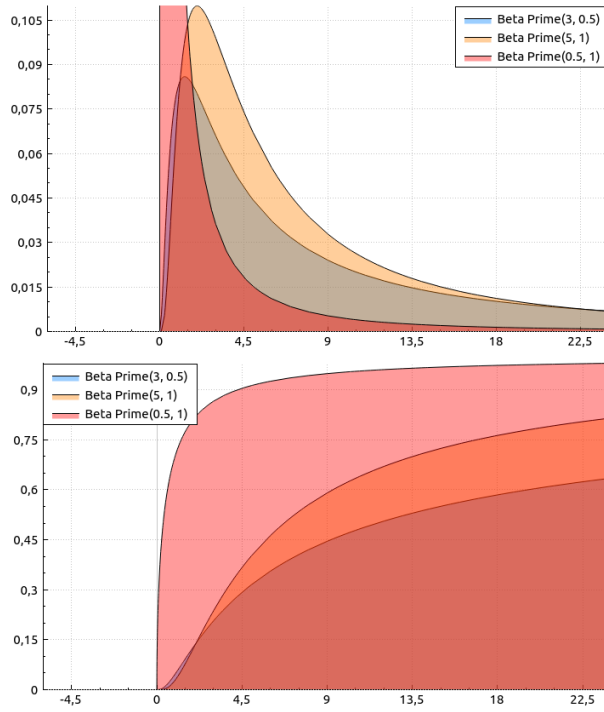 0,105
0,09
0,075
0,06
0,045
0,03
0,015
0
-4,5 0 4,5 9 13,5 18 22,5
Beta Prime(3, 0.5)
Beta Prime(5, 1)
Beta Prime(0.5, 1)
0,9
0,75
0,6
0,45
0,3
0,15
0
-4,5 0 4,5 9 13,5 18 22,5
Beta Prime(3, 0.5)
Beta Prime(5, 1)
Beta Prime(0.5, 1)